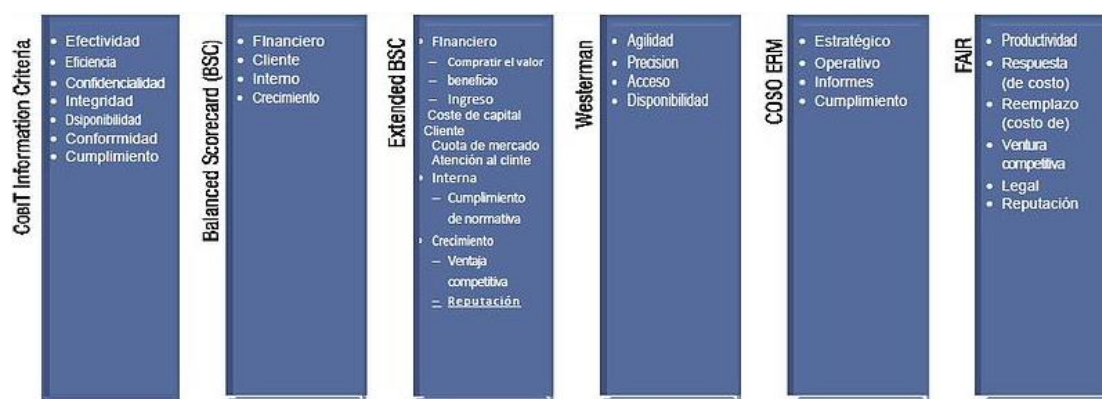 COBIT Information Criteria
• Efectividad
• Eficiencia
• Confidencialidad
• Integridad
• Dsiponibilidad
• Conforrmidad
• Cumplimiento
Balanced Scorecard (BSC)
• FInanciero
• Cliente
• Interno
• Crecimiento
Extended BSC
• FInanciero
– Compratir el valor
– beneficio
– Ingreso
Coste de capital
Cliente
Cuota de mercado
Atención al clinte
• Interna
– Cumplimiento
de normativa
• Crecimiento
– Ventaja
competitiva
– Reputación
Westerman
• Agilidad
• Precision
• Acceso
• Disponibilidad
COSO ERM
• Estratégico
• Operativo
• Informes
• Cumplimiento
FAIR
• Productividad
• Respuesta
(de costo)
• Reemplazo
(costo de)
• Ventura
competitiva
• Legal
• Reputación